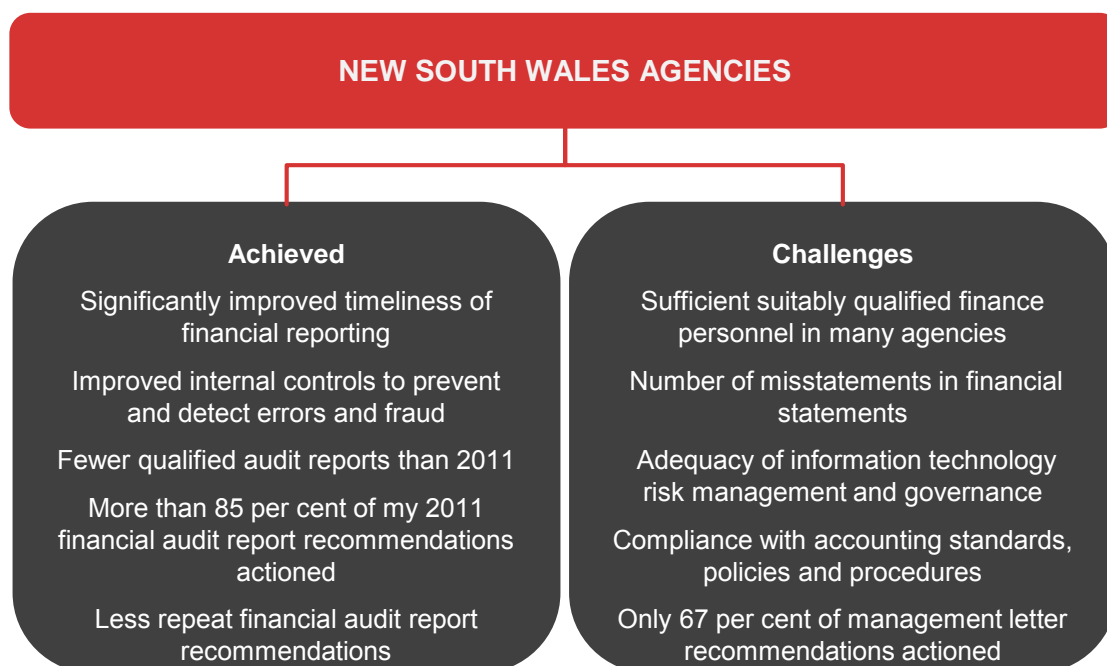 NEW SOUTH WALES AGENCIES
Achieved
Significantly improved timeliness of
financial reporting
Improved internal controls to prevent
and detect errors and fraud
Fewer qualified audit reports than 2011
More than 85 per cent of my 2011
financial audit report recommendations
actioned
Less repeat financial audit report
recommendations
Challenges
Sufficient suitably qualified finance
personnel in many agencies
Number of misstatements in financial
statements
Adequacy of information technology
risk management and governance
Compliance with accounting standards,
policies and procedures
Only 67 per cent of management letter
recommendations actioned